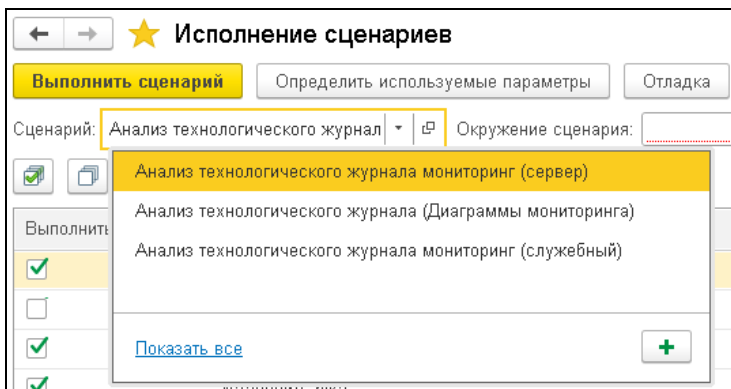 Исполнение сценариев
Выполнить сценарий Определить используемые параметры Отладка
Сценарий: Анализ технологического журнал Окружение сценария:
Анализ технологического журнала мониторинг (сервер)
Анализ технологического журнала (Диаграммы мониторинга)
Выполнить
Анализ технологического журнала мониторинг (служебный)
Показать все